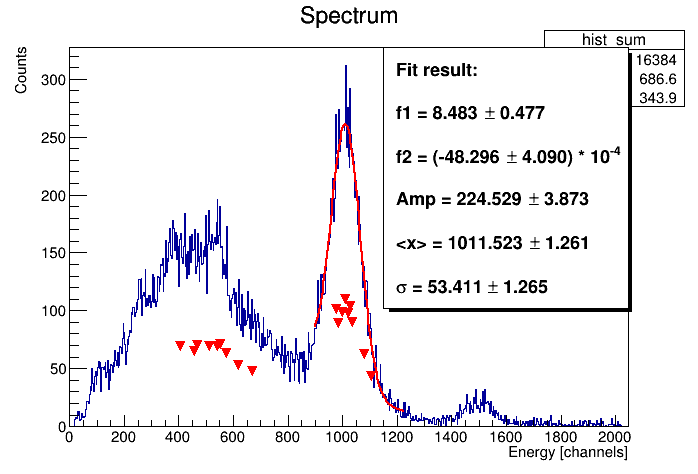 Spectrum
hist_sum
16384
686.6
343.9
Counts
300
250
200
150
100
50
0
Fit result:
f1 = 8.483 ± 0.477
f2 = (-48.296 ± 4.090) * 10⁻⁴
Amp = 224.529 ± 3.873
<x> = 1011.523 ± 1.261
σ = 53.411 ± 1.265
0 200 400 600 800 1000 1200 1400 1600 1800 2000
Energy [channels]